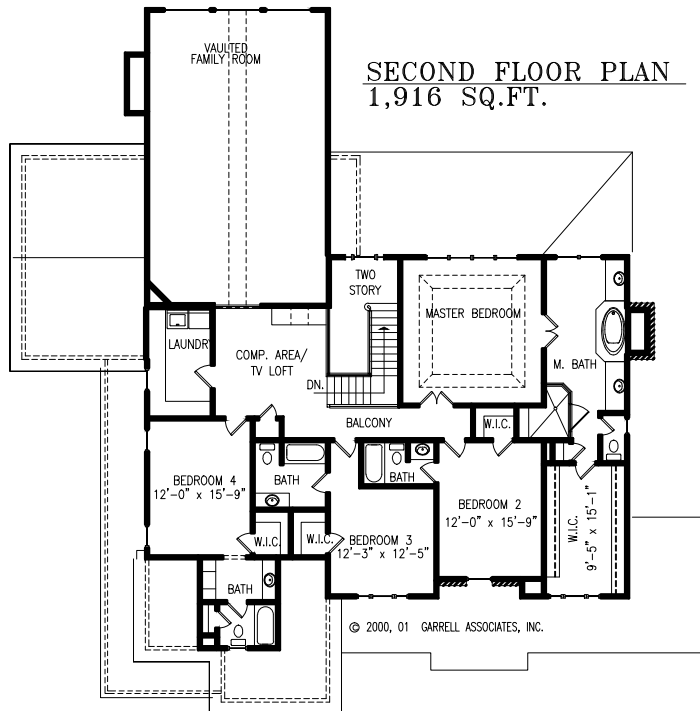 VAULTED
FAMILY ROOM
SECOND FLOOR PLAN
1,916 SQ.FT.
TWO
STORY
MASTER BEDROOM
LAUNDRY
COMP. AREA/
TV LOFT
M. BATH
DN.
BALCONY
W.I.C.
BEDROOM 4
12'-0" x 15'-9"
BATH
BATH
BEDROOM 2
12'-0" x 15'-9"
W.I.C.
9'-5" x 15'-1"
W.I.C.
W.I.C.
BEDROOM 3
12'-3" x 12'-5"
BATH
© 2000, 01 GARRELL ASSOCIATES, INC.